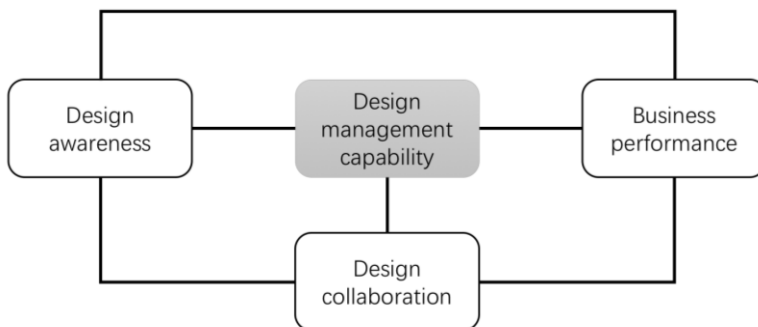 Design
awareness
Design
management
capability
Business
performance
Design
collaboration